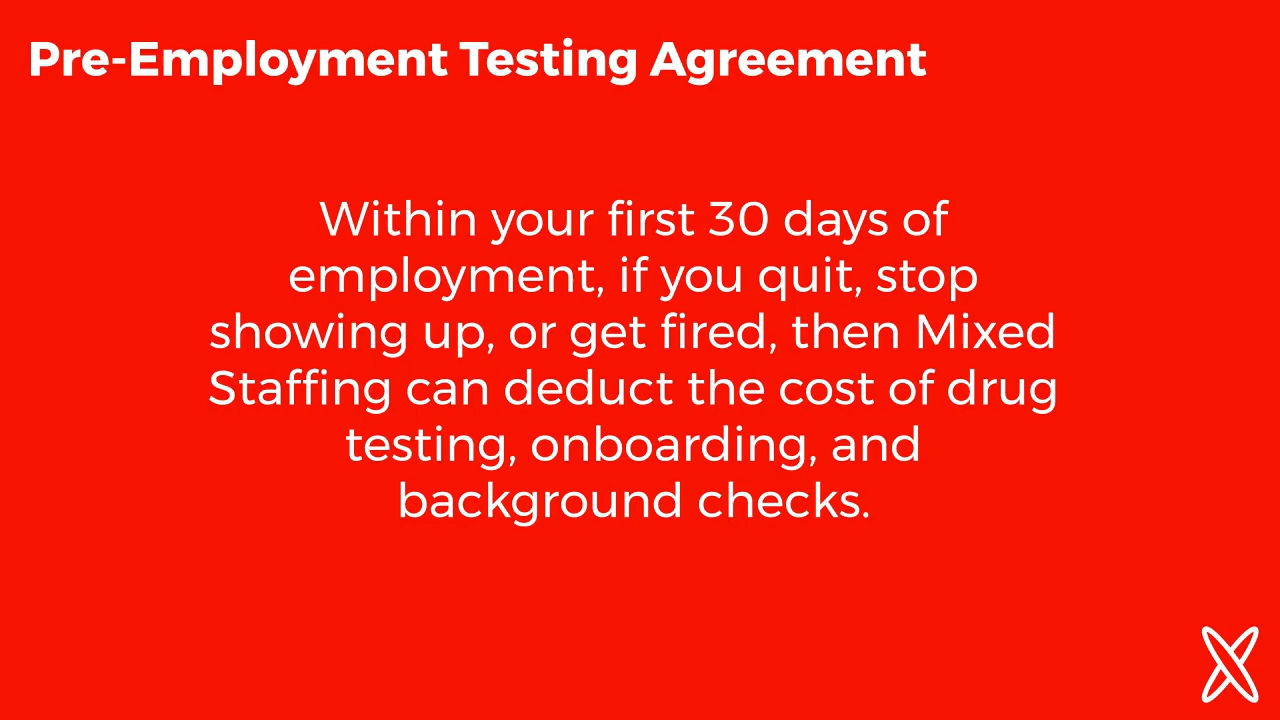 Pre-Employment Testing Agreement
Within your first 30 days of
employment, if you quit, stop
showing up, or get fired, then Mixed
Staffing can deduct the cost of drug
testing, onboarding, and
background checks.